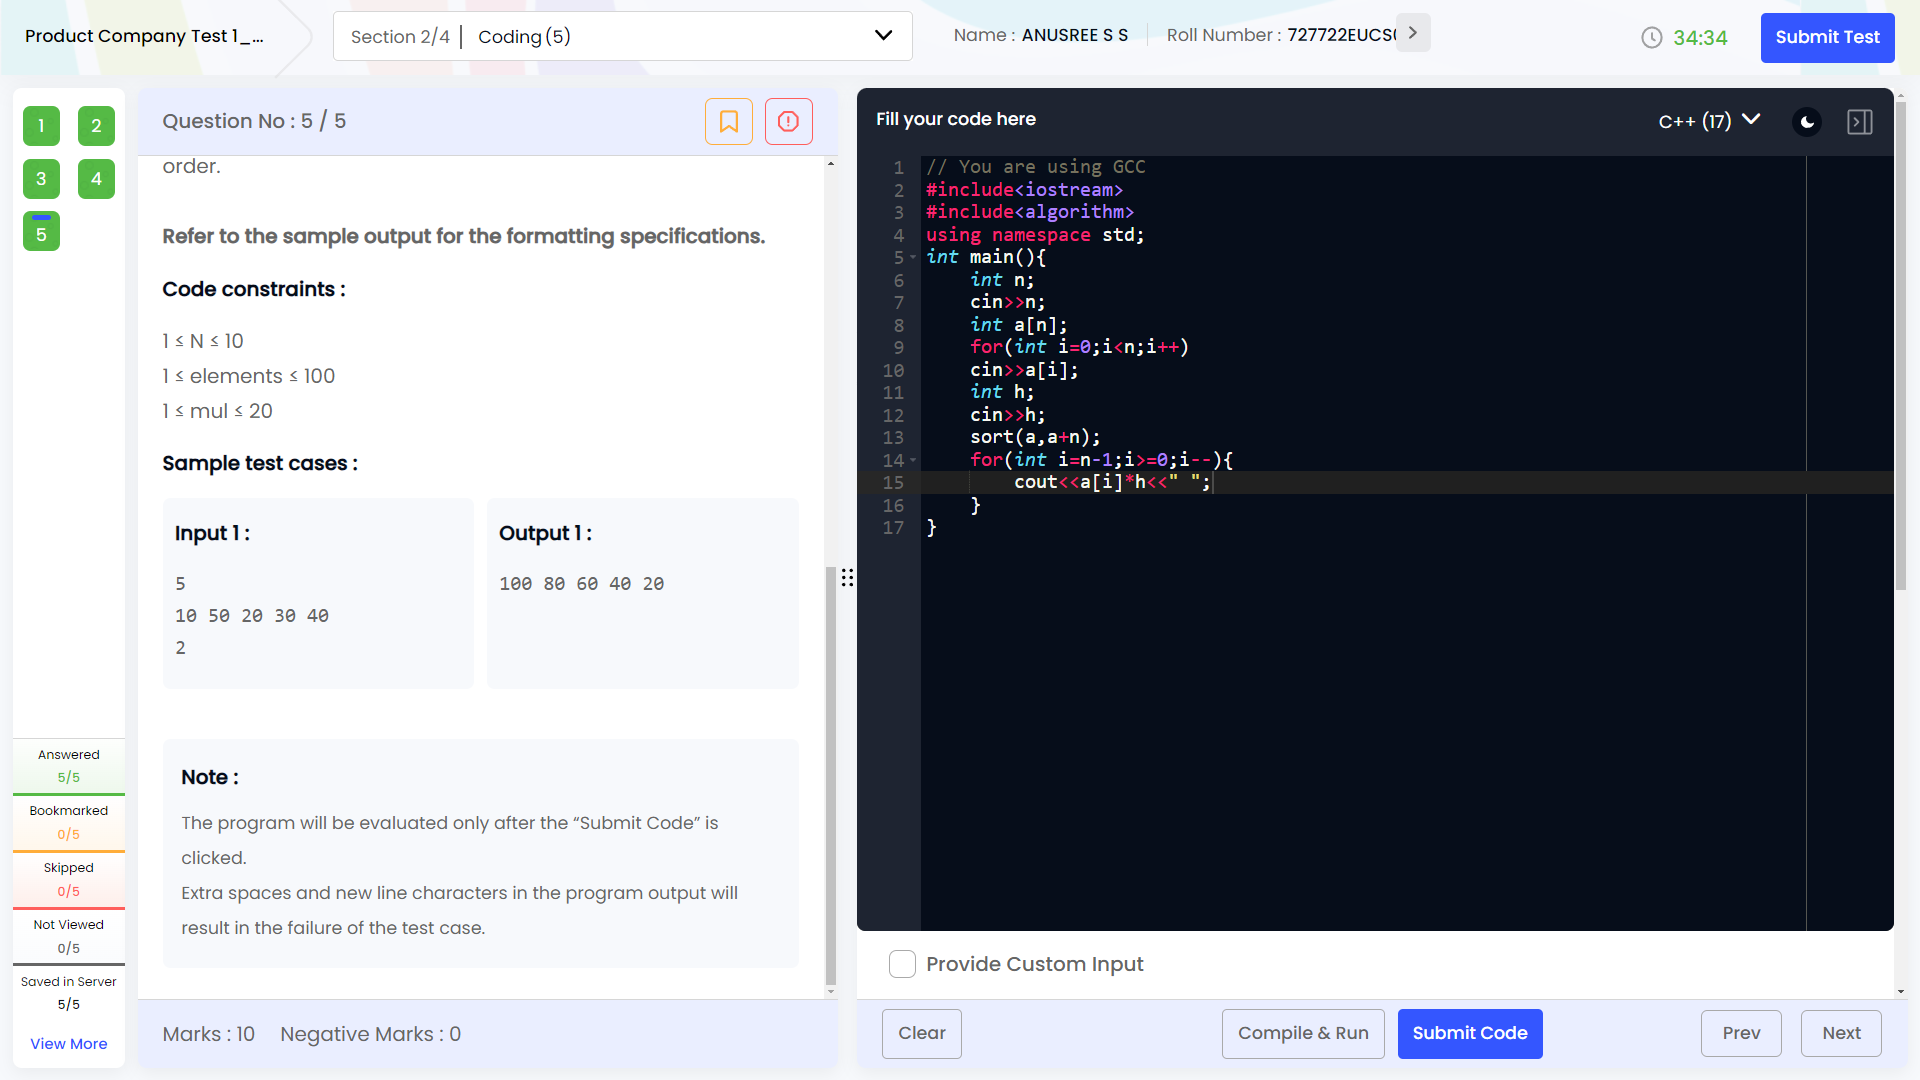 Product Company Test 1_...
Section 2/4 | Coding (5)
Name : ANUSREE S S
Roll Number : 727722EUCS
34:34
Submit Test
1 2
3 4
5
Question No : 5 / 5
order.
Refer to the sample output for the formatting specifications.
Code constraints :
1 ≤ N ≤ 10
1 ≤ elements ≤ 100
1 ≤ mul ≤ 20
Sample test cases :
Input 1 :
5
10 50 20 30 40
2
Output 1 :
100 80 60 40 20
Note :
The program will be evaluated only after the “Submit Code” is
clicked.
Extra spaces and new line characters in the program output will
result in the failure of the test case.
Marks : 10 Negative Marks : 0
Answered
5/5
Bookmarked
0/5
Skipped
0/5
Not Viewed
0/5
Saved in Server
5/5
View More
Fill your code here
C++ (17)
1 // You are using GCC
2 #include<iostream>
3 #include<algorithm>
4 using namespace std;
5 int main(){
6     int n;
7     cin>>n;
8     int a[n];
9     for(int i=0;i<n;i++)
10     cin>>a[i];
11     int h;
12     cin>>h;
13     sort(a,a+n);
14     for(int i=n-1;i>=0;i--){
15         cout<<a[i]*h<<" ";
16     }
17 }
Provide Custom Input
Clear
Compile & Run
Submit Code
Prev
Next